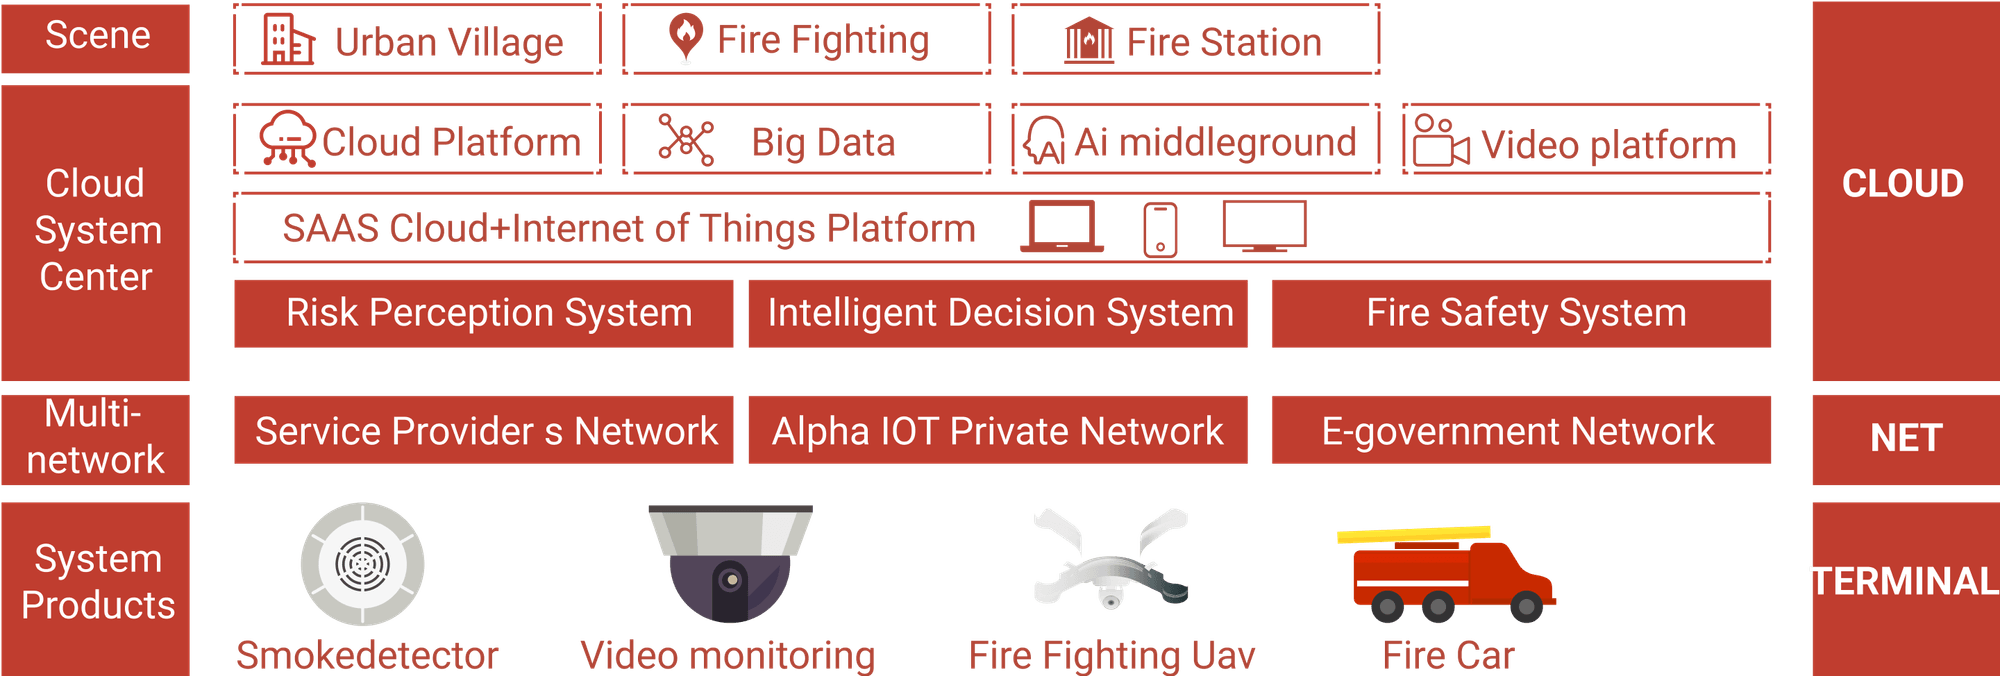 Scene
Urban Village
Fire Fighting
Fire Station
Cloud
System
Center
Cloud Platform
Big Data
Ai middleground
Video platform
SAAS Cloud+Internet of Things Platform
Risk Perception System
Intelligent Decision System
Fire Safety System
CLOUD
Multi-
network
Service Provider s Network
Alpha IOT Private Network
E-government Network
NET
System
Products
Smokedetector
Video monitoring
Fire Fighting Uav
Fire Car
TERMINAL